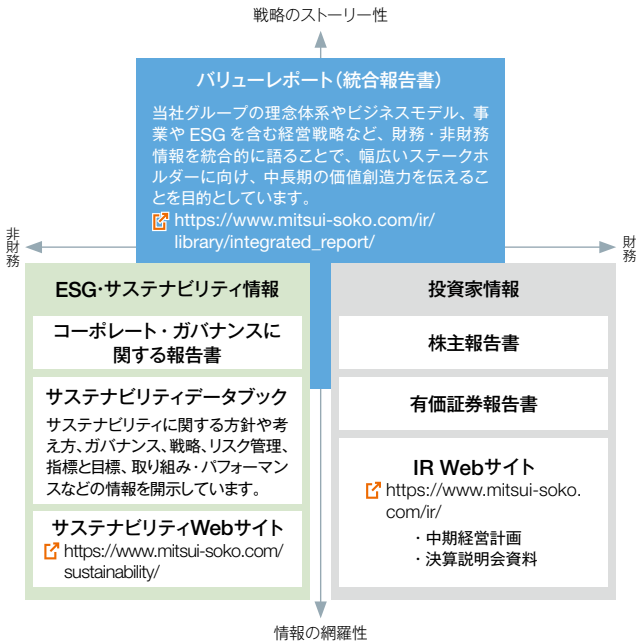 戦略のストーリー性
バリューレポート（統合報告書）
当社グループの理念体系やビジネスモデル、事
業や ESG を含む経営戦略など、財務・非財務
情報を統合的に語ることで、幅広いステークホ
ルダーに向け、中長期の価値創造力を伝えるこ
とを目的としています。
https://www.mitsui-soko.com/ir/
library/integrated_report/
非財務
財務
ESG・サステナビリティ情報
コーポレート・ガバナンスに
関する報告書
サステナビリティデータブック
サステナビリティに関する方針や考
え方、ガバナンス、戦略、リスク管理、
指標と目標、取り組み・パフォーマン
スなどの情報を開示しています。
サステナビリティWebサイト
https://www.mitsui-soko.com/
sustainability/
投資家情報
株主報告書
有価証券報告書
IR Webサイト
https://www.mitsui-soko.
com/ir/
・中期経営計画
・決算説明会資料
情報の網羅性